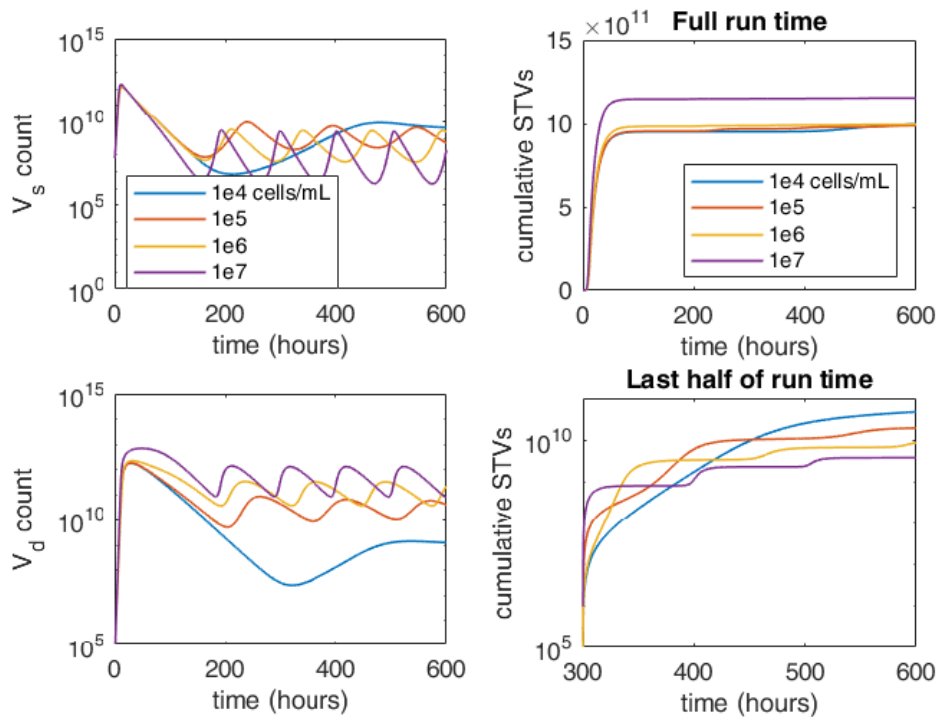 10^15
10^10
10^5
10^0
V_s count
1e4 cells/mL
1e5
1e6
1e7
0 200 400 600
time (hours)
×10^11
Full run time
15
10
5
0
cumulative STVs
1e4 cells/mL
1e5
1e6
1e7
0 200 400 600
time (hours)
10^15
10^10
10^5
V_d count
0 200 400 600
time (hours)
Last half of run time
10^10
10^5
cumulative STVs
300 400 500 600
time (hours)